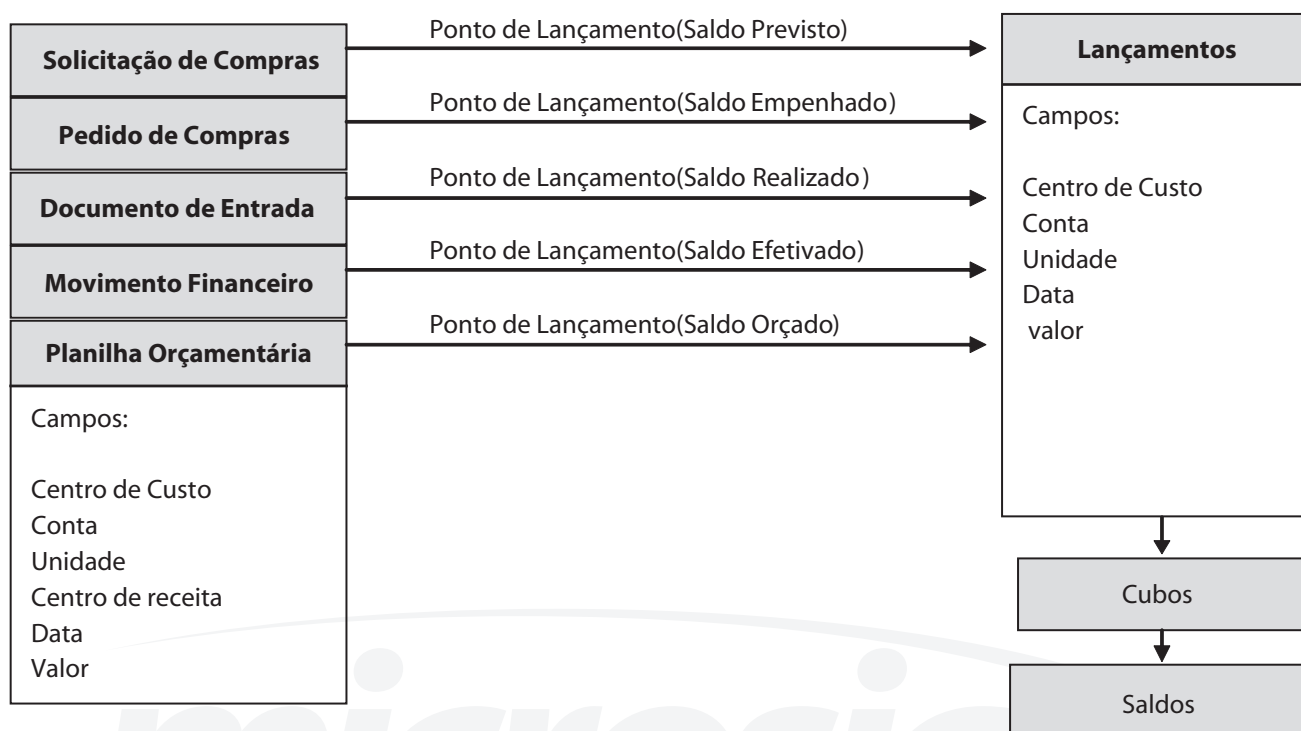 Solicitação de Compras
Ponto de Lançamento(Saldo Previsto)
Pedido de Compras
Ponto de Lançamento(Saldo Empenhado)
Documento de Entrada
Ponto de Lançamento(Saldo Realizado)
Movimento Financeiro
Ponto de Lançamento(Saldo Efetivado)
Planilha Orçamentária
Ponto de Lançamento(Saldo Orçado)
Campos:
Centro de Custo
Conta
Unidade
Centro de receita
Data
Valor
Lançamentos
Campos:
Centro de Custo
Conta
Unidade
Data
valor
Cubos
Saldos